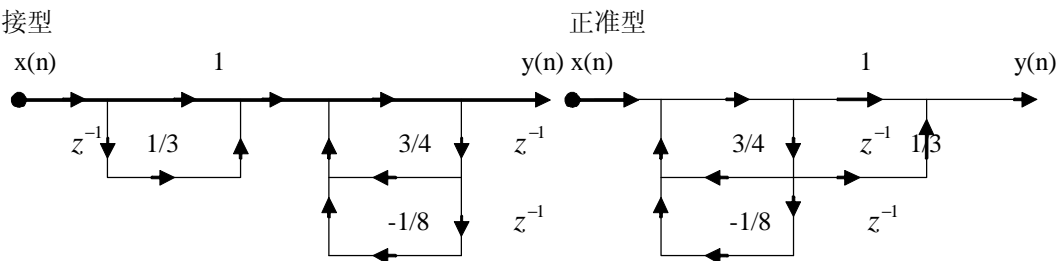 接型 正准型
x(n) 1 y(n) x(n) 1 y(n)
z⁻¹ 1/3 3/4 z⁻¹ 3/4 z⁻¹ 1/3
-1/8 z⁻¹ -1/8 z⁻¹